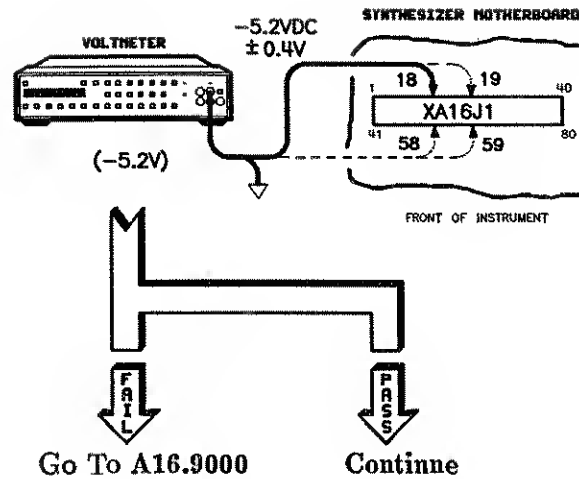 SYNTHESIZER MOTHERBOARD
-5.2VDC
± 0.4V
VOLTMETER
18 19
1 40
XA16J1
41 80
58 59
(-5.2V)
FRONT OF INSTRUMENT
FAIL
PASS
Go To A16.9000
Continne